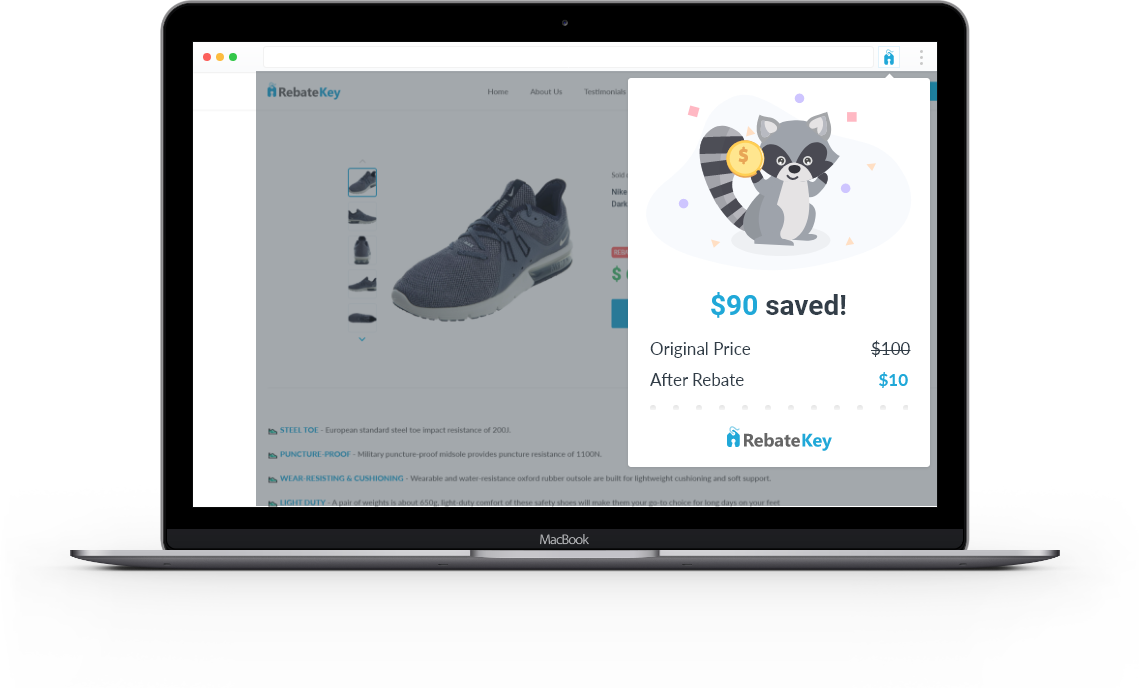 RebateKey
Home About Us Testimonials
Sold
Nike
Dark
$
STEEL TOE - European standard steel toe impact resistance of 200J.
PUNCTURE-PROOF - Military puncture-proof midsole provides puncture resistance of 1100N.
WEAR-RESISTING & CUSHIONING - Wearable and water-resistance oxford rubber outsole are built for lightweight cushioning and soft support.
LIGHT DUTY - A pair of weights is about 650g, light-duty comfort of these safety shoes will make them your go-to choice for long days on your feet
$
$90 saved!
Original Price $100
After Rebate $10
RebateKey
MacBook